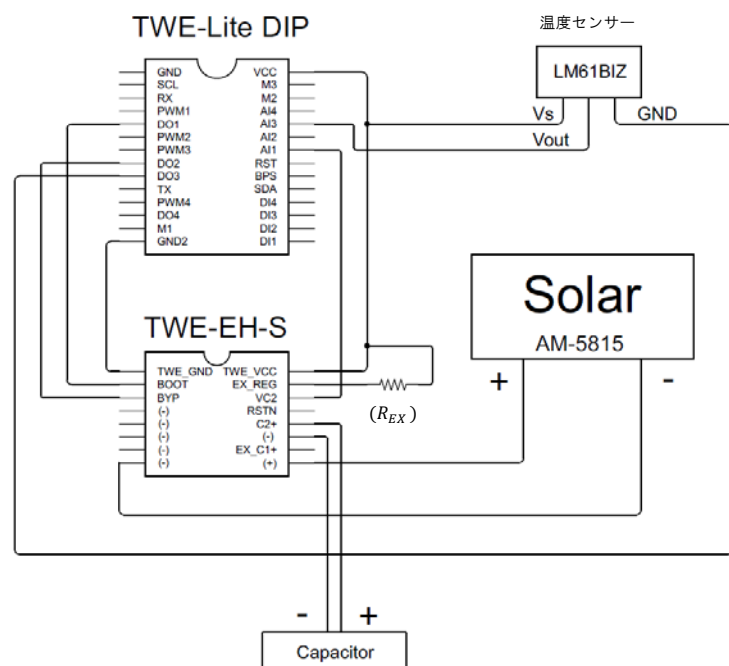 TWE-Lite DIP
温度センサー
LM61BIZ
Vs
GND
Vout
GND VCC
SCL M3
RX M2
PWM1 AI4
DO1 AI3
PWM2 AI2
PWM3 AI1
DO2 RST
DO3 BPS
TX SDA
PWM4 DI4
DO4 DI3
M1 DI2
GND2 DI1
Solar
AM-5815
+ -
TWE-EH-S
TWE_GND TWE_VCC
BOOT EX_REG
BYP VC2
(-) RSTN
(-) C2+
(-) (-)
(-) EX_C1+
(-) (+)
(R_EX)
- +
Capacitor